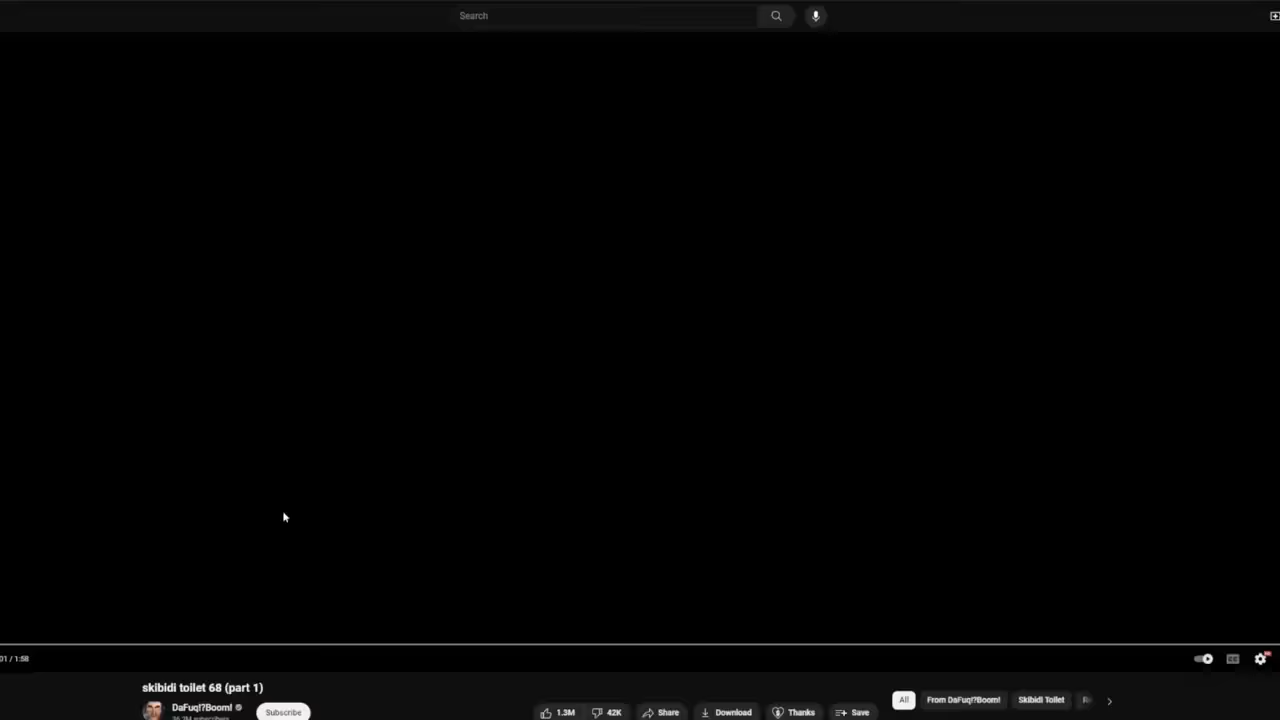 Search
01 / 1:58
skibidi toilet 68 (part 1)
DaFuq!?Boom!
Subscribe
1.3M
42K
Share
Download
Thanks
Save
All
From DaFuq!?Boom!
Skibidi Toilet